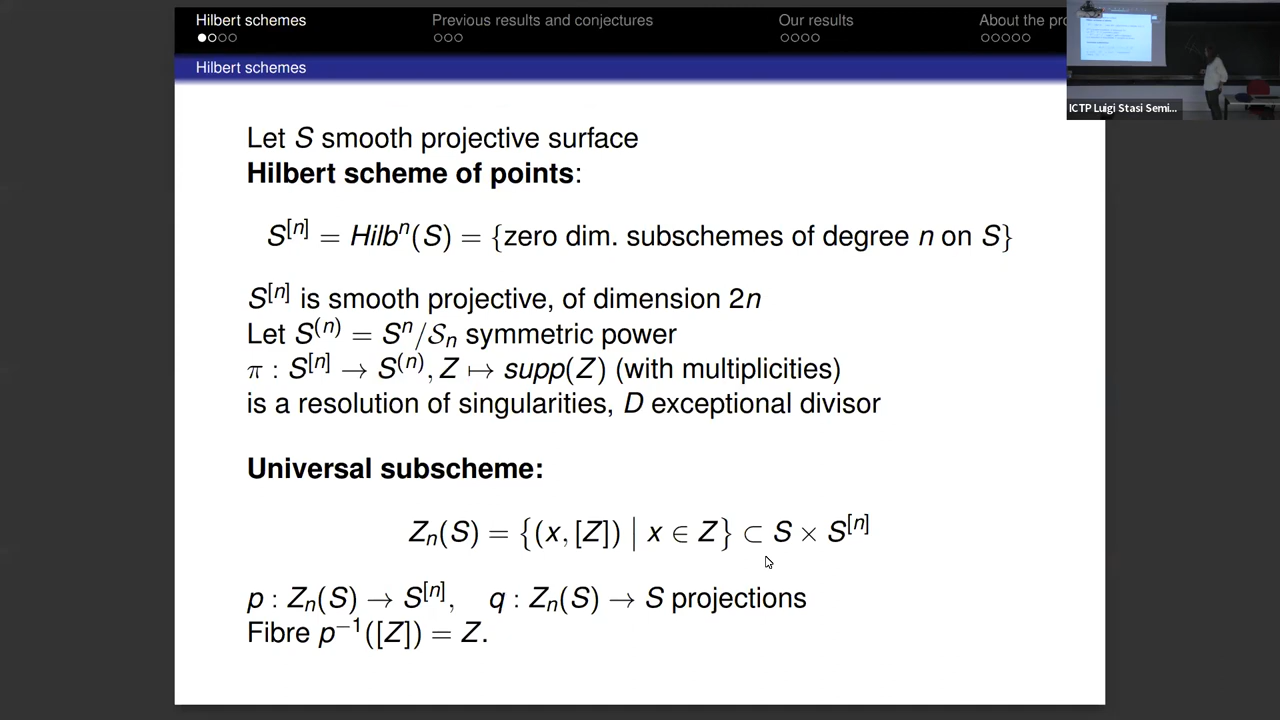 Hilbert schemes Previous results and conjectures Our results About the pro
Hilbert schemes
ICTP Luigi Stasi Semi...
Let S smooth projective surface
Hilbert scheme of points:
S^{[n]} = Hilb^n(S) = {zero dim. subschemes of degree n on S}
S^{[n]} is smooth projective, of dimension 2n
Let S^{(n)} = S^n/𝒮_n symmetric power
π : S^{[n]} → S^{(n)}, Z ↦ supp(Z) (with multiplicities)
is a resolution of singularities, D exceptional divisor
Universal subscheme:
Z_n(S) = {(x, [Z]) | x ∈ Z} ⊂ S × S^{[n]}
p : Z_n(S) → S^{[n]}, q : Z_n(S) → S projections
Fibre p^{-1}([Z]) = Z.